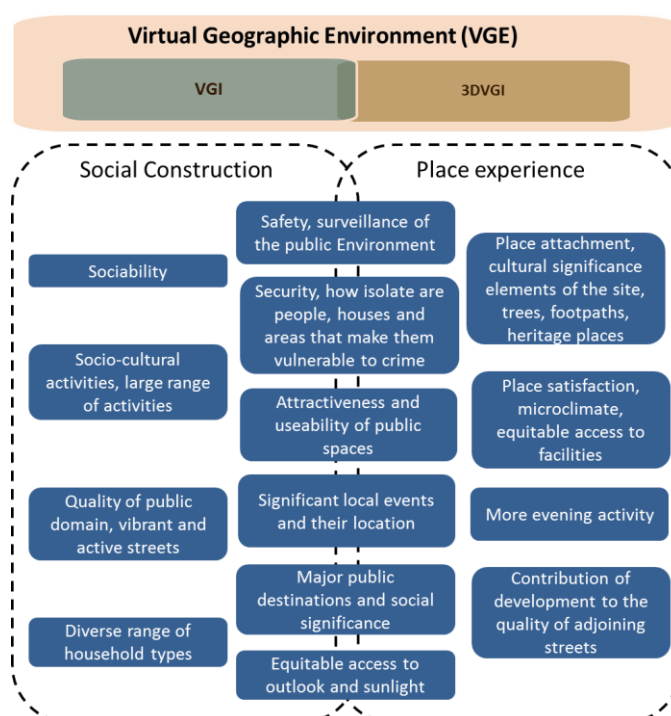 Virtual Geographic Environment (VGE)
VGI
3DVGI
Social Construction
Place experience
Sociability
Socio-cultural
activities, large range
of activities
Quality of public
domain, vibrant and
active streets
Diverse range of
household types
Safety, surveillance of
the public Environment
Security, how isolate are
people, houses and
areas that make them
vulnerable to crime
Attractiveness and
useability of public
spaces
Significant local events
and their location
Major public
destinations and social
significance
Equitable access to
outlook and sunlight
Place attachment,
cultural significance
elements of the site,
trees, footpaths,
heritage places
Place satisfaction,
microclimate,
equitable access to
facilities
More evening activity
Contribution of
development to the
quality of adjoining
streets